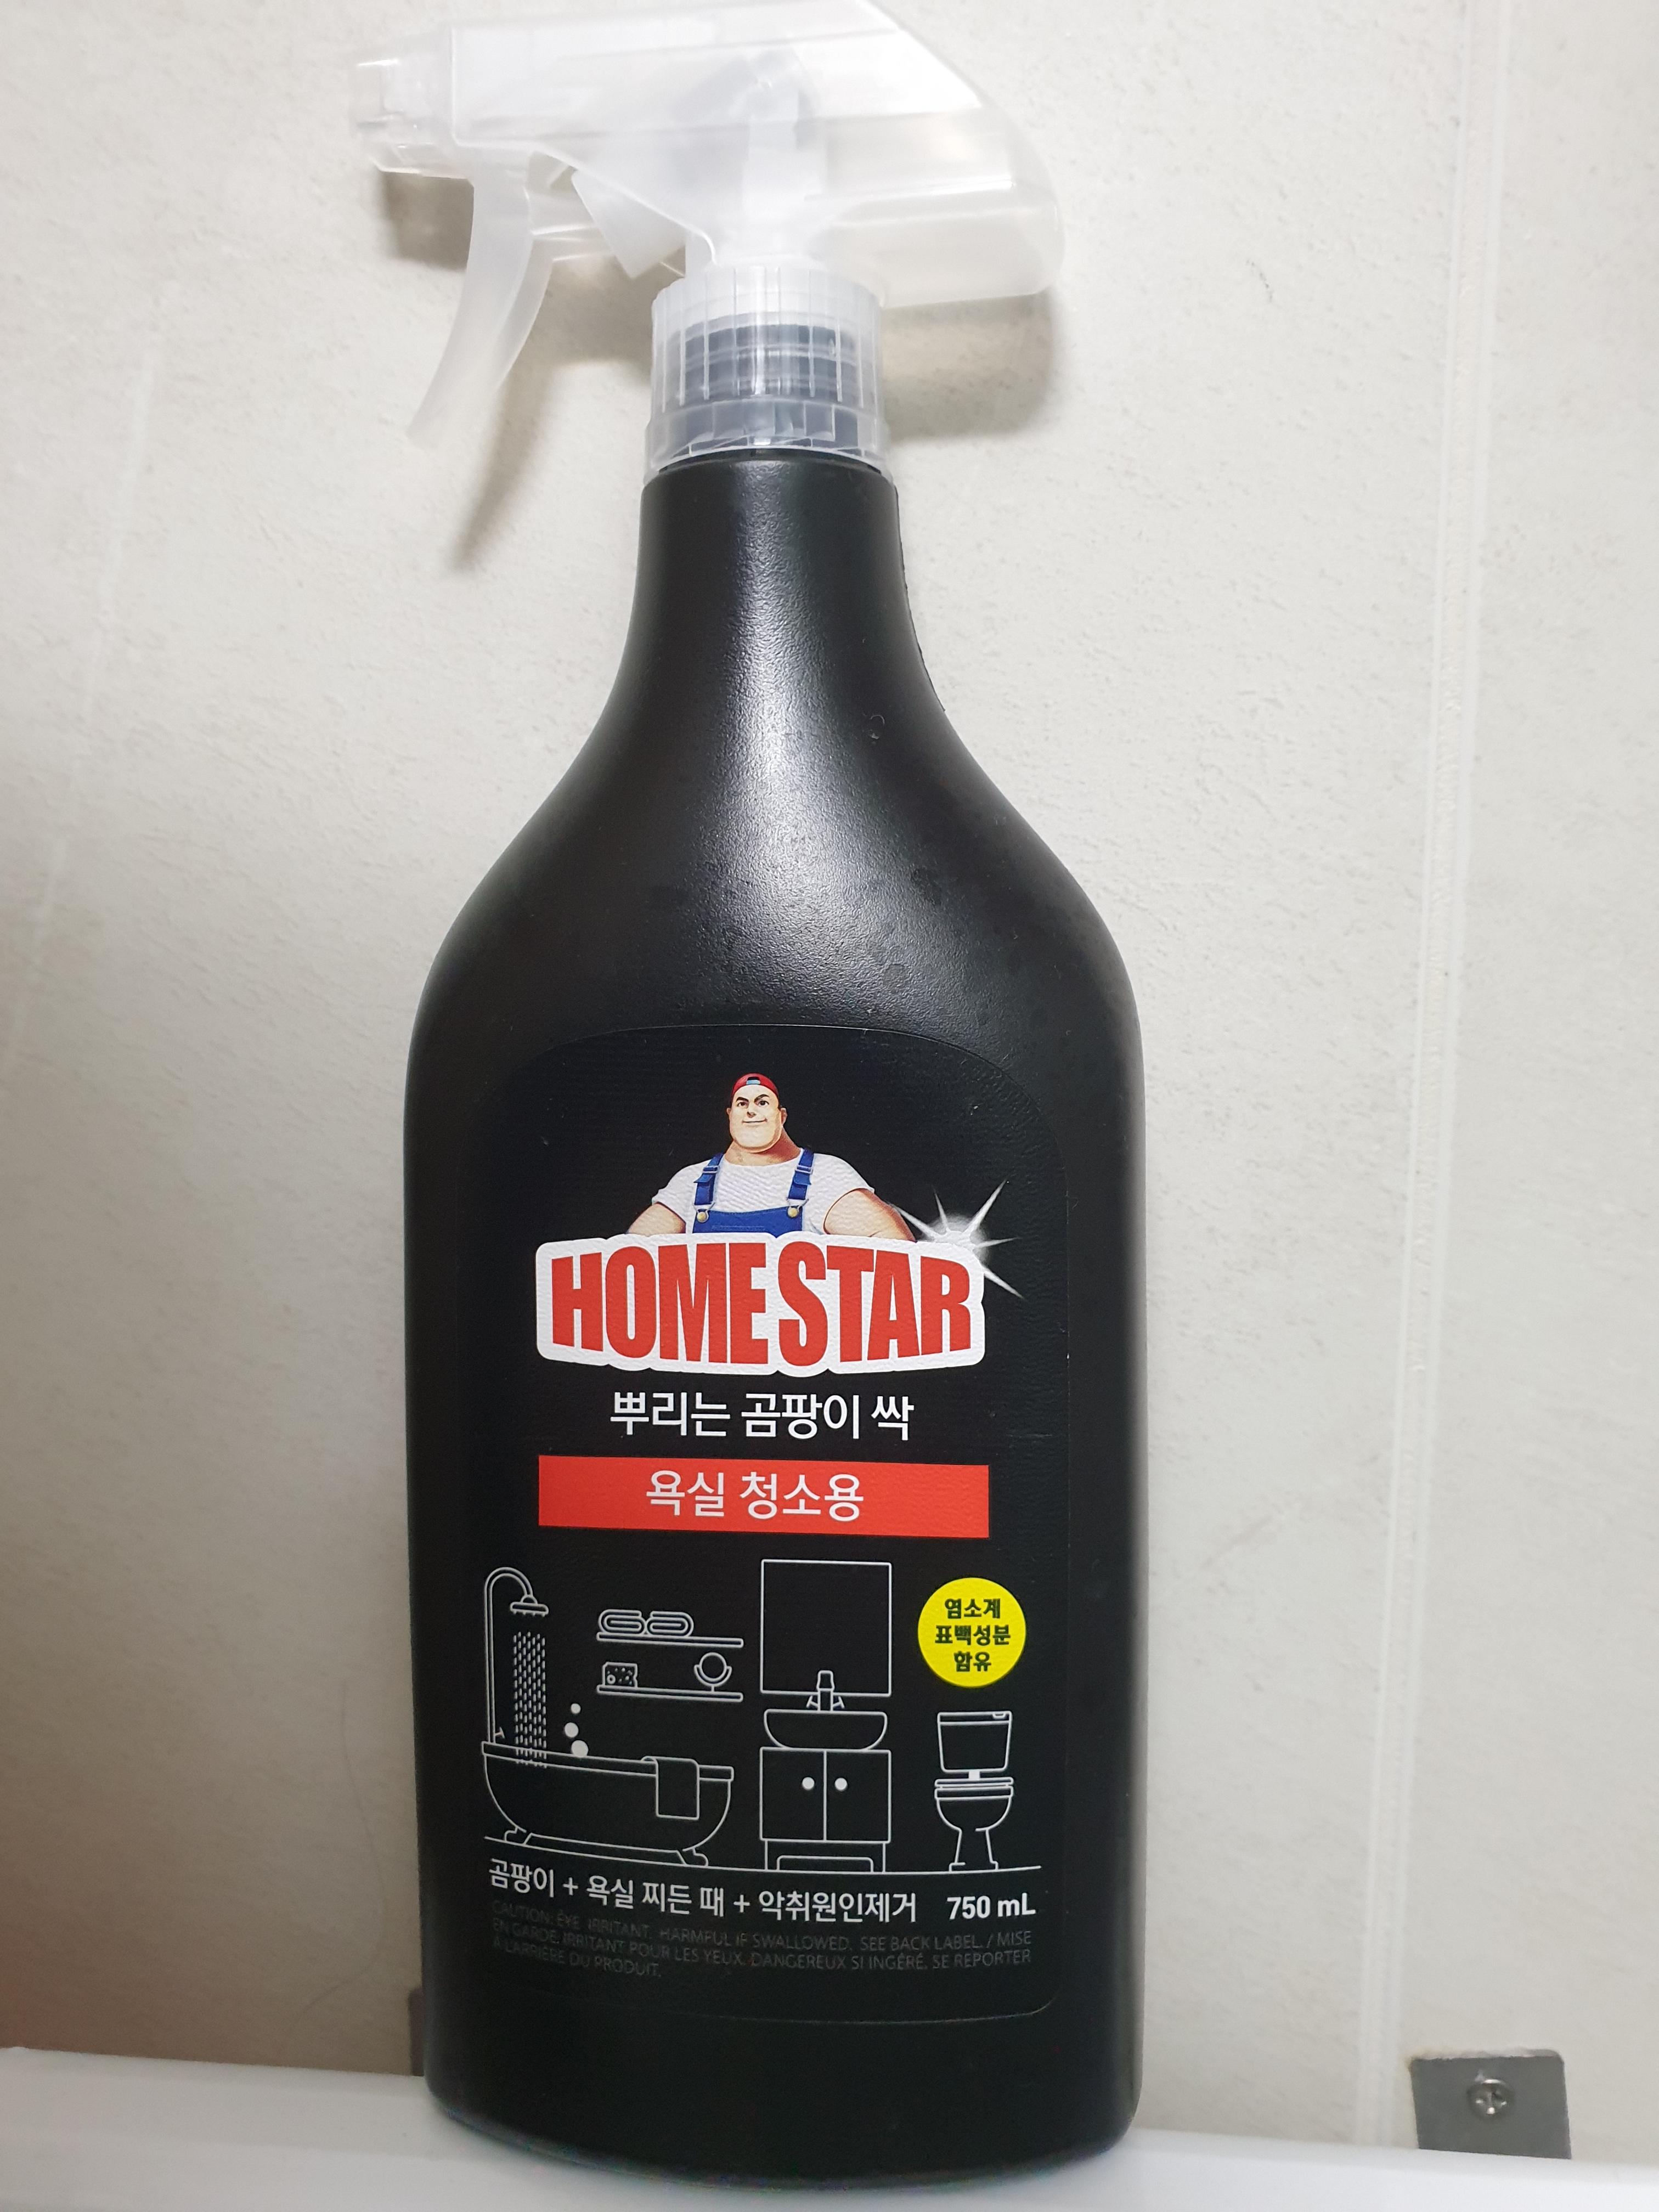 HOME STAR
뿌리는 곰팡이 싹
욕실 청소용
염소계
표백성분
함유
곰팡이 + 욕실 찌든 때 + 악취원인제거 750 mL
CAUTION: EYE IRRITANT. HARMFUL IF SWALLOWED. SEE BACK LABEL. / MISE
EN GARDE: IRRITANT POUR LES YEUX. DANGEREUX SI INGÉRÉ. SE REPORTER
À L'ARRIÈRE DU PRODUIT.